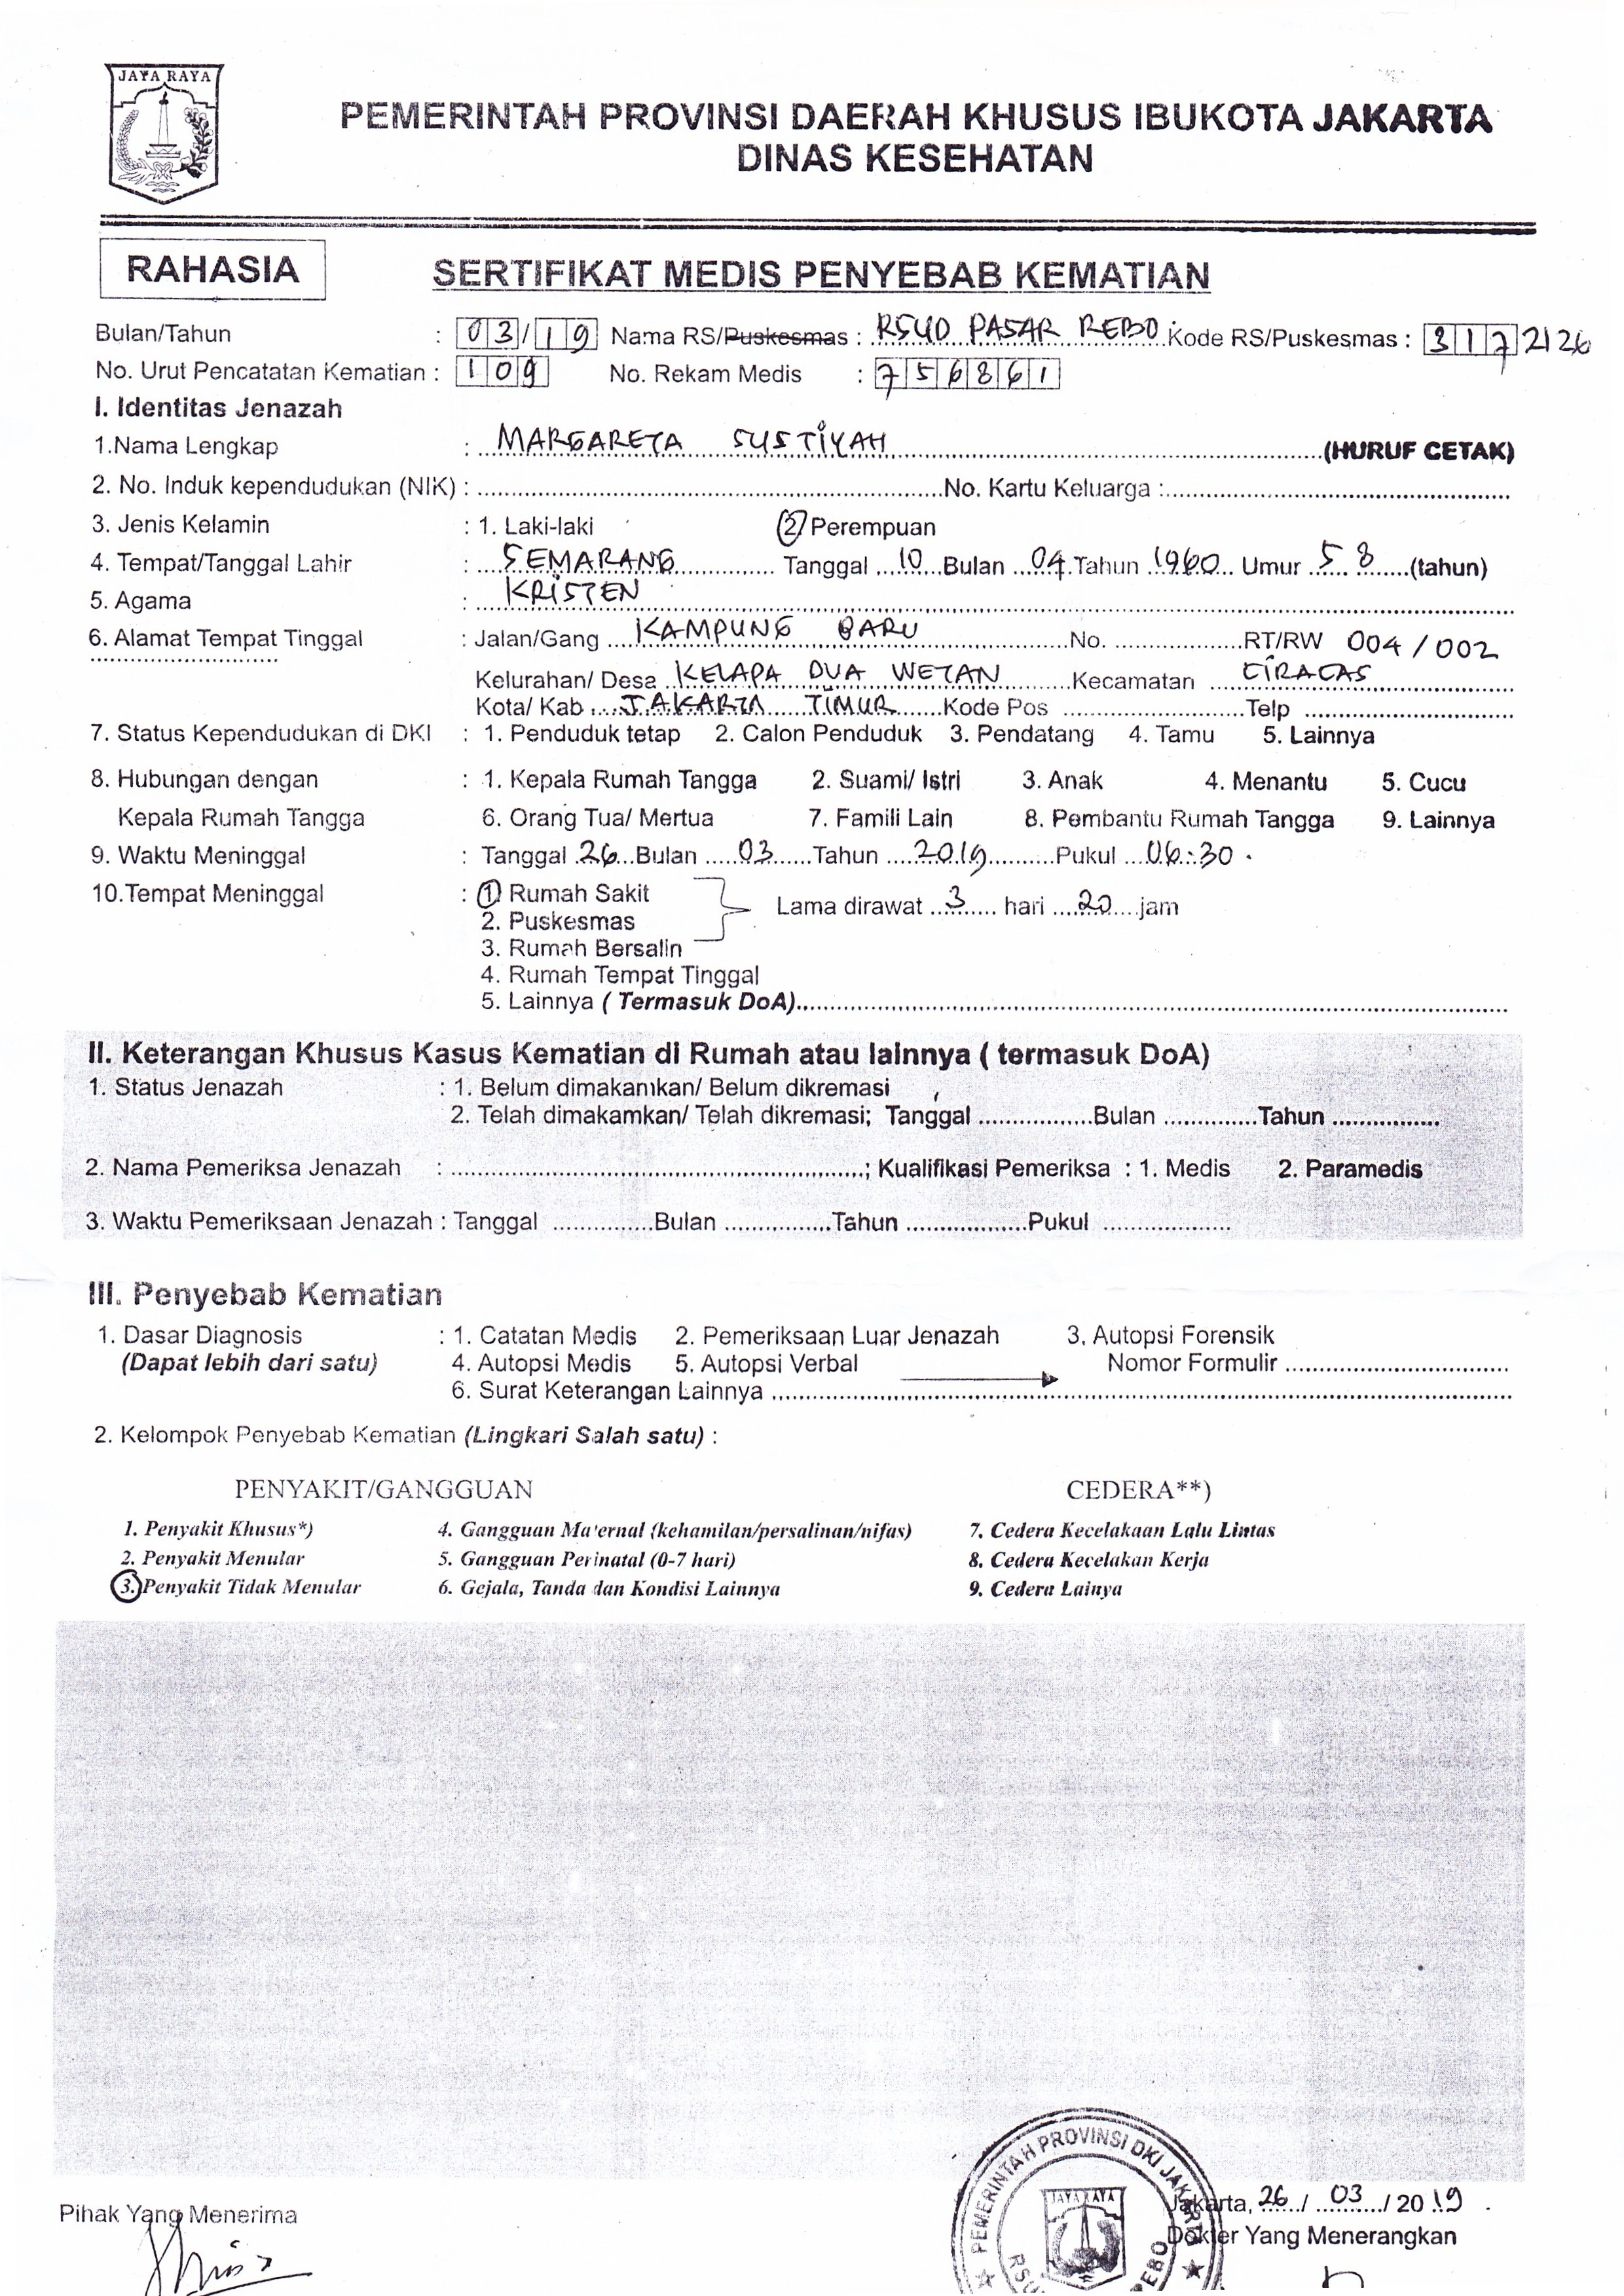 JAYA RAYA
PEMERINTAH PROVINSI DAERAH KHUSUS IBUKOTA JAKARTA
DINAS KESEHATAN
RAHASIA
SERTIFIKAT MEDIS PENYEBAB KEMATIAN
Bulan/Tahun : 03/19 Nama RS/Puskesmas : RSUD PASAR REBO Kode RS/Puskesmas : 3172126
No. Urut Pencatatan Kematian : 109 No. Rekam Medis : 756861
I. Identitas Jenazah
1.Nama Lengkap : MARGARETA SUSTIYAH (HURUF CETAK)
2. No. Induk kependudukan (NIK) : No. Kartu Keluarga :
3. Jenis Kelamin : 1. Laki-laki 2 Perempuan
4. Tempat/Tanggal Lahir : SEMARANG Tanggal 10 Bulan 04 Tahun 1960 Umur 58 (tahun)
5. Agama : KRISTEN
6. Alamat Tempat Tinggal : Jalan/Gang KAMPUNG BARU No. RT/RW 004/002
Kelurahan/ Desa KELAPA DUA WETAN Kecamatan CIRACAS
Kota/ Kab JAKARTA TIMUR Kode Pos Telp
7. Status Kependudukan di DKI : 1. Penduduk tetap 2. Calon Penduduk 3. Pendatang 4. Tamu 5. Lainnya
8. Hubungan dengan : 1. Kepala Rumah Tangga 2. Suami/ Istri 3. Anak 4. Menantu 5. Cucu
Kepala Rumah Tangga 6. Orang Tua/ Mertua 7. Famili Lain 8. Pembantu Rumah Tangga 9. Lainnya
9. Waktu Meninggal : Tanggal 26 Bulan 03 Tahun 2019 Pukul 06:30
10.Tempat Meninggal : 1 Rumah Sakit Lama dirawat 3 hari 20 jam
2. Puskesmas
3. Rumah Bersalin
4. Rumah Tempat Tinggal
5. Lainnya ( Termasuk DoA)
II. Keterangan Khusus Kasus Kematian di Rumah atau lainnya ( termasuk DoA)
1. Status Jenazah : 1. Belum dimakamkan/ Belum dikremasi
2. Telah dimakamkan/ Telah dikremasi; Tanggal Bulan Tahun
2. Nama Pemeriksa Jenazah : ; Kualifikasi Pemeriksa : 1. Medis 2. Paramedis
3. Waktu Pemeriksaan Jenazah : Tanggal Bulan Tahun Pukul
III. Penyebab Kematian
1. Dasar Diagnosis : 1. Catatan Medis 2. Pemeriksaan Luar Jenazah 3, Autopsi Forensik
(Dapat lebih dari satu) 4. Autopsi Medis 5. Autopsi Verbal Nomor Formulir
6. Surat Keterangan Lainnya
2. Kelompok Penyebab Kematian (Lingkari Salah satu) :
PENYAKIT/GANGGUAN CEDERA**)
1. Penyakit Khusus*) 4. Gangguan Ma'ernal (kehamilan/persalinan/nifas) 7. Cedera Kecelakaan Lalu Lintas
2. Penyakit Menular 5. Gangguan Perinatal (0-7 hari) 8. Cedera Kecelakan Kerja
3. Penyakit Tidak Menular 6. Gejala, Tanda dan Kondisi Lainnya 9. Cedera Lainya
PEMERINTAH PROVINSI DKI JAKARTA
JAYA RAYA
Pihak Yang Menerima
Jakarta, 26 / 03 / 2019
Dokter Yang Menerangkan